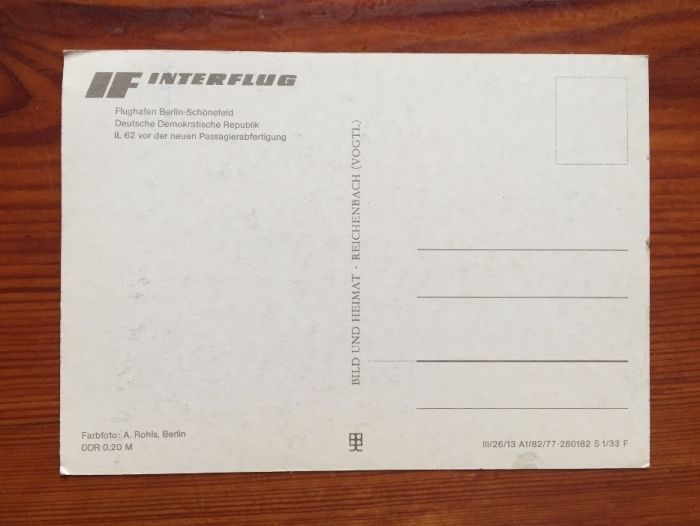 IF INTERFLUG
Flughafen Berlin-Schönefeld
Deutsche Demokratische Republik
IL 62 vor der neuen Passagierabfertigung
BILD UND HEIMAT · REICHENBACH (VOGTL)
Farbfoto: A. Rohls, Berlin
DDR 0,20 M
III/26/13 A1/82/77-280182 S 1/33 F